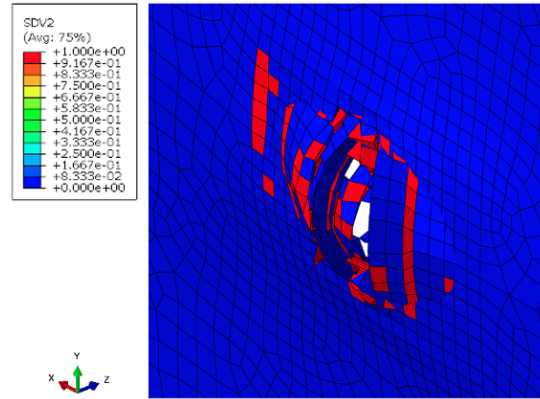 SDV2
(Avg: 75%)
+1.000e+00
+9.167e-01
+8.333e-01
+7.500e-01
+6.667e-01
+5.833e-01
+5.000e-01
+4.167e-01
+3.333e-01
+2.500e-01
+1.667e-01
+8.333e-02
+0.000e+00
Y
X Z